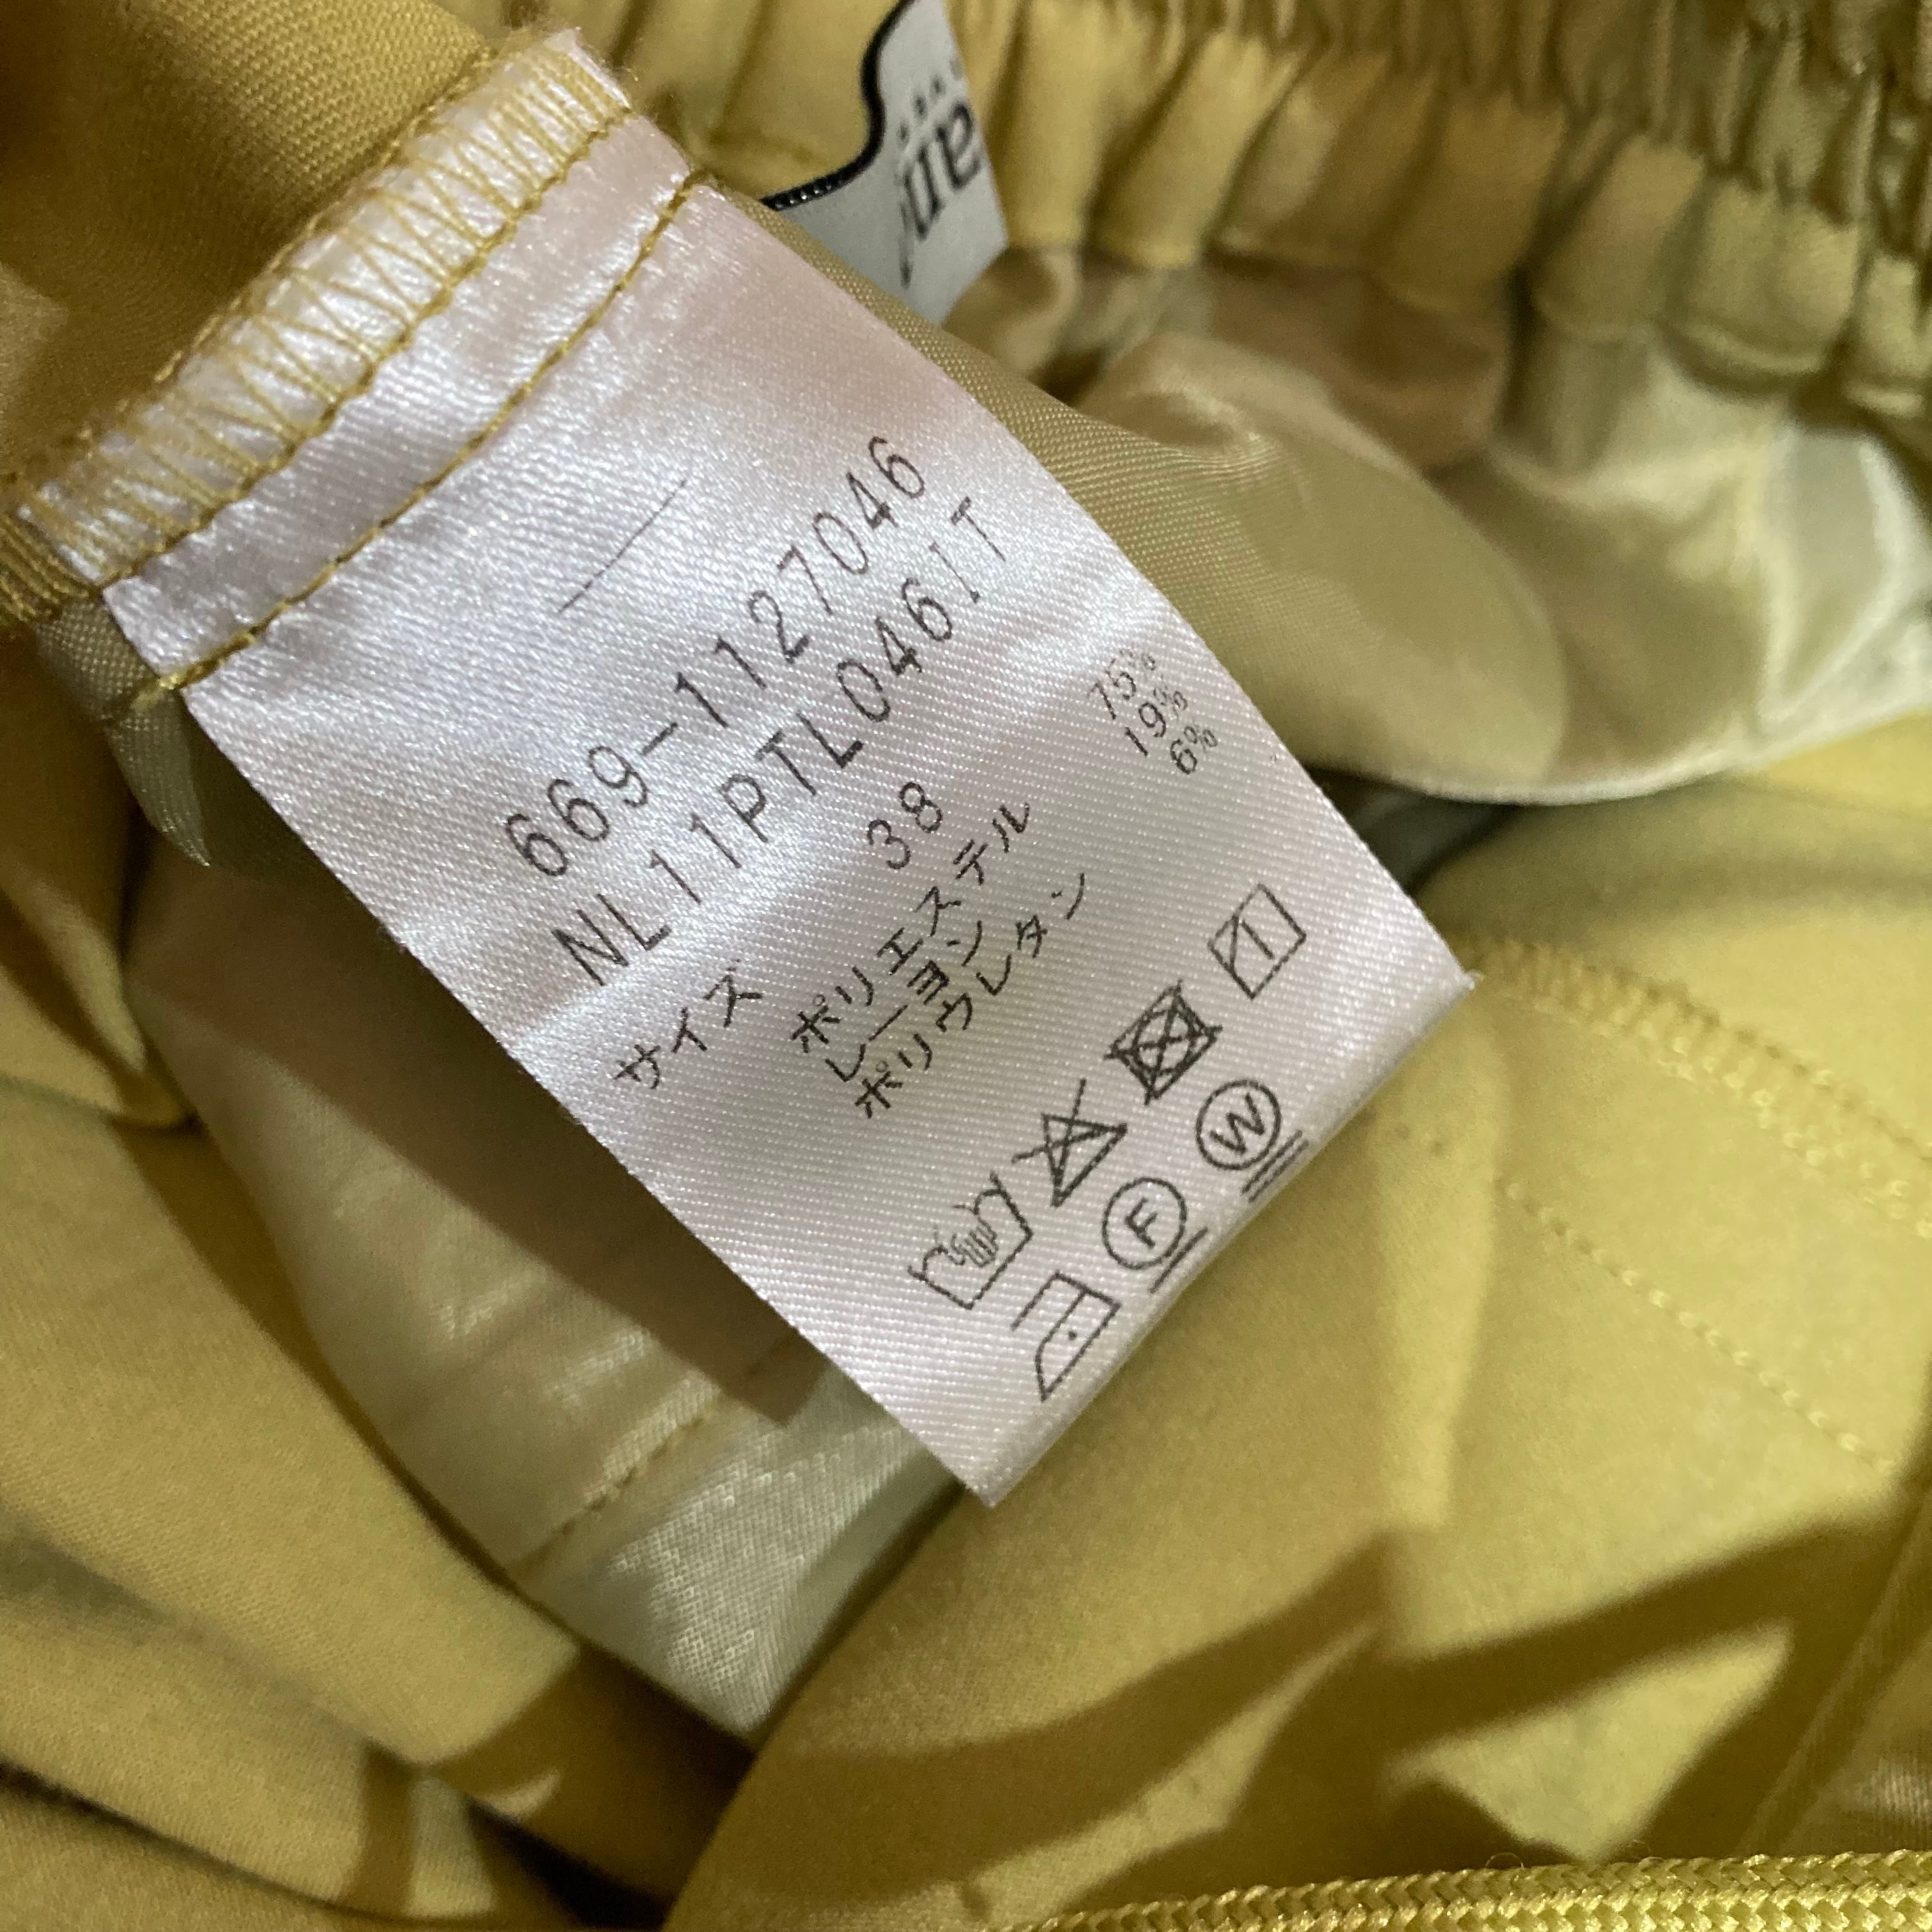 669-1127046
NL11PTL046IT
サイズ 38
ポリエステル 75%
レーヨン 19%
ポリウレタン 6%
F W